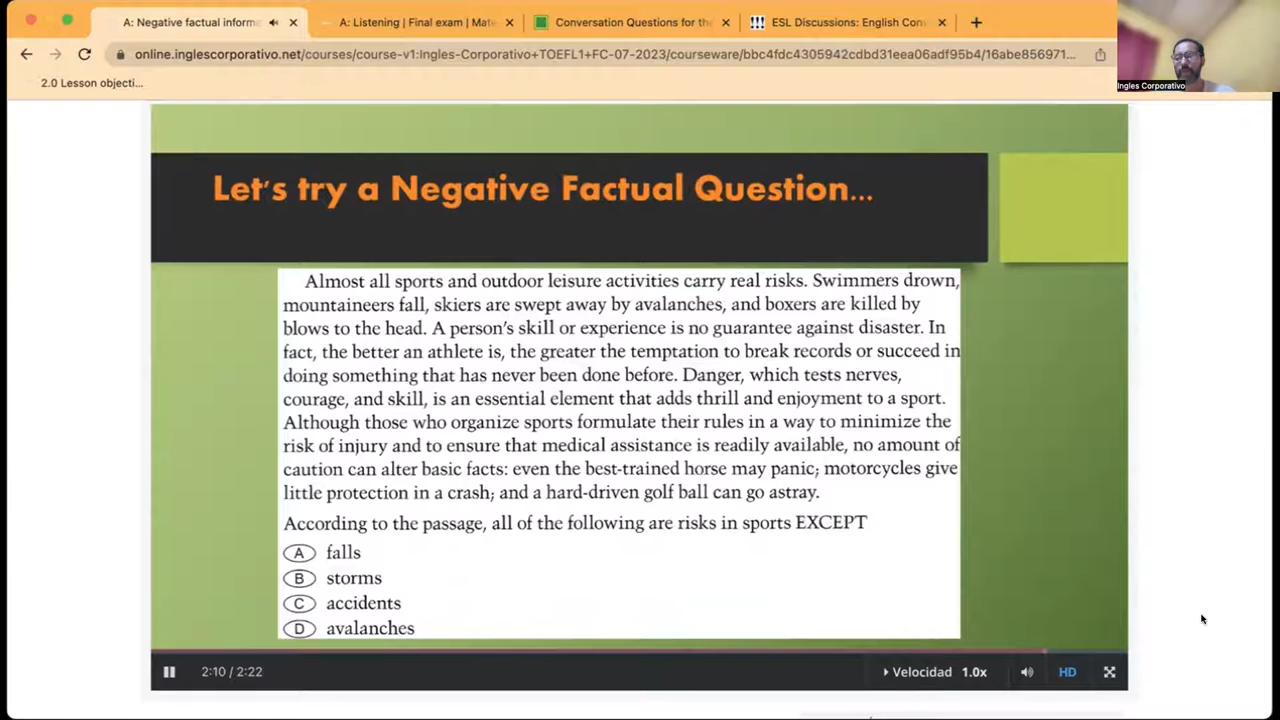 A: Negative factual inform
A: Listening | Final exam | Mate
Conversation Questions for the
ESL Discussions: English Con
online.inglescorporativo.net/courses/course-v1:Ingles-Corporativo+TOEFL1+FC-07-2023/courseware/bbc4fdc4305942cdbd31eea06adf95b4/16abe856971...
Ingles Corporativo
2.0 Lesson objecti...
Let's try a Negative Factual Question...
Almost all sports and outdoor leisure activities carry real risks. Swimmers drown,
mountaineers fall, skiers are swept away by avalanches, and boxers are killed by
blows to the head. A person's skill or experience is no guarantee against disaster. In
fact, the better an athlete is, the greater the temptation to break records or succeed in
doing something that has never been done before. Danger, which tests nerves,
courage, and skill, is an essential element that adds thrill and enjoyment to a sport.
Although those who organize sports formulate their rules in a way to minimize the
risk of injury and to ensure that medical assistance is readily available, no amount of
caution can alter basic facts: even the best-trained horse may panic; motorcycles give
little protection in a crash; and a hard-driven golf ball can go astray.
According to the passage, all of the following are risks in sports EXCEPT
A falls
B storms
C accidents
D avalanches
2:10 / 2:22
Velocidad 1.0x
HD